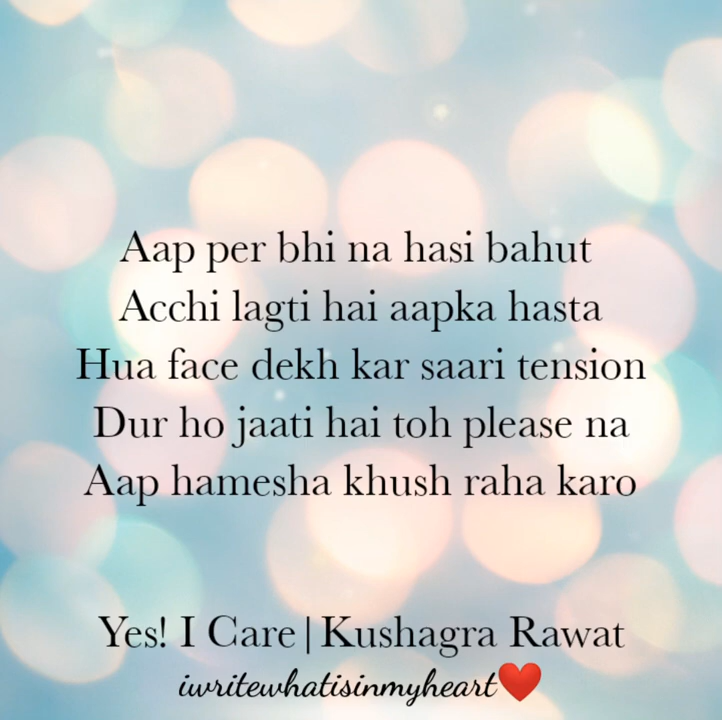 Aap per bhi na hasi bahut
Acchi lagti hai aapka hasta
Hua face dekh kar saari tension
Dur ho jaati hai toh please na
Aap hamesha khush raha karo
Yes! I Care|Kushagra Rawat
iwritewhatisinmyheart❤️